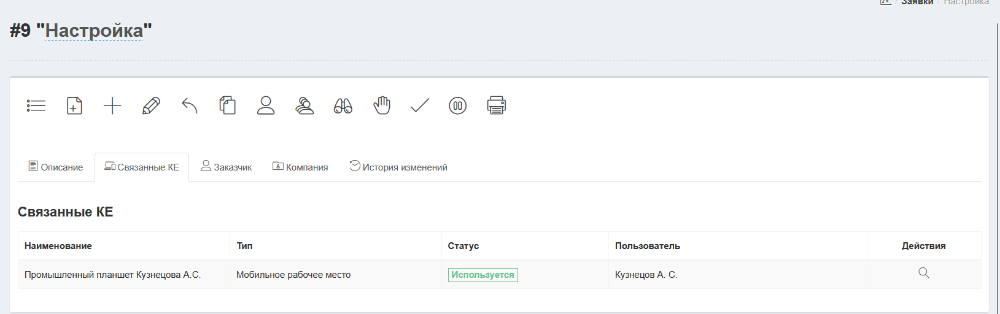 / Заявки / Настройка
#9 "Настройка"
Описание Связанные КЕ Заказчик Компания История изменений
Связанные КЕ
Наименование Тип Статус Пользователь Действия
Промышленный планшет Кузнецова А.С. Мобильное рабочее место Используется Кузнецов А. С.